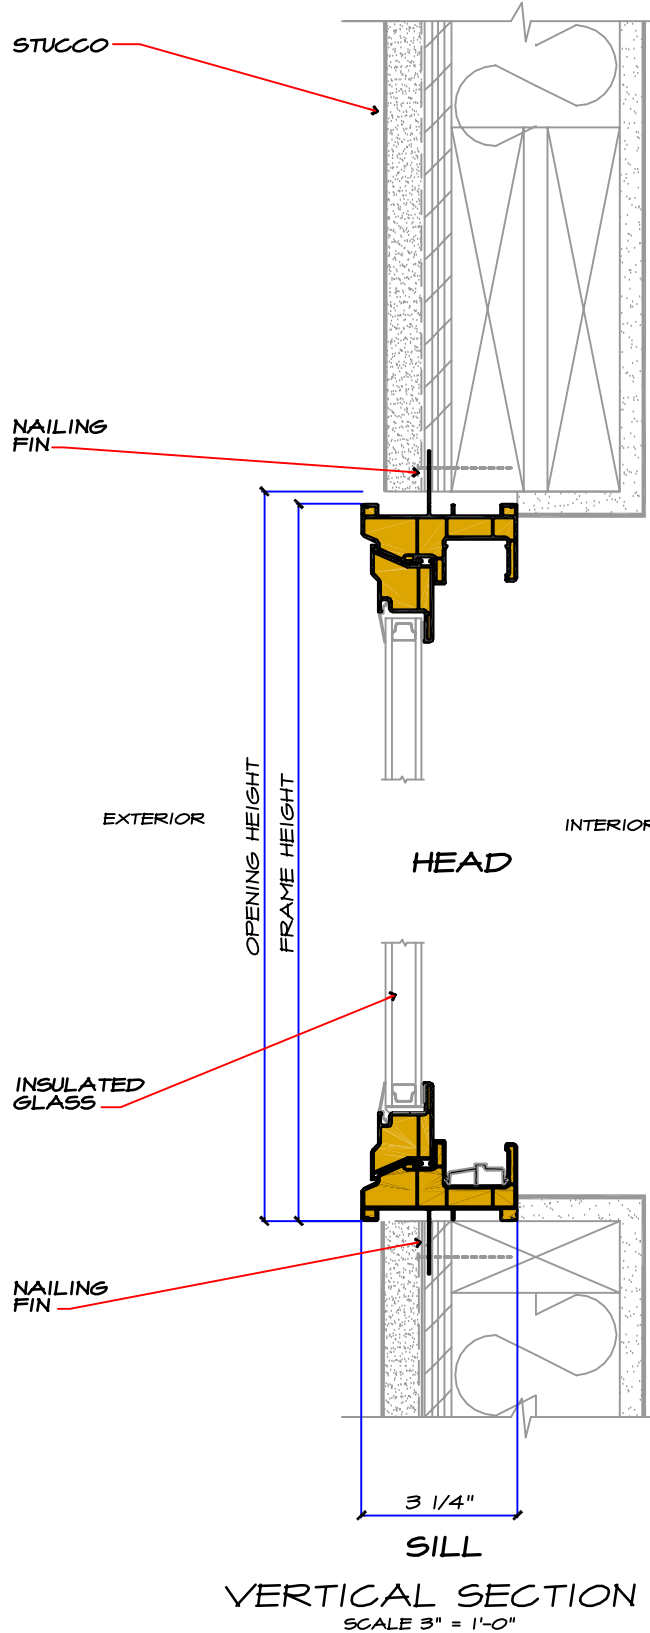 STUCCO
NAILING
FIN
OPENING HEIGHT
FRAME HEIGHT
EXTERIOR
INTERIOR
HEAD
INSULATED
GLASS
NAILING
FIN
3 1/4"
SILL
VERTICAL SECTION
SCALE 3" = 1'-0"